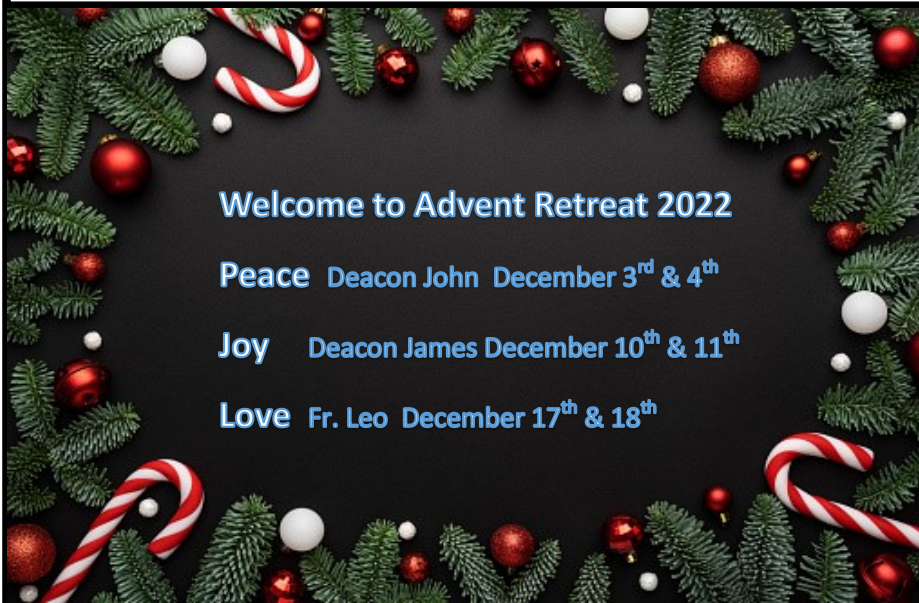 Welcome to Advent Retreat 2022
Peace Deacon John December 3rd & 4th
Joy Deacon James December 10th & 11th
Love Fr. Leo December 17th & 18th